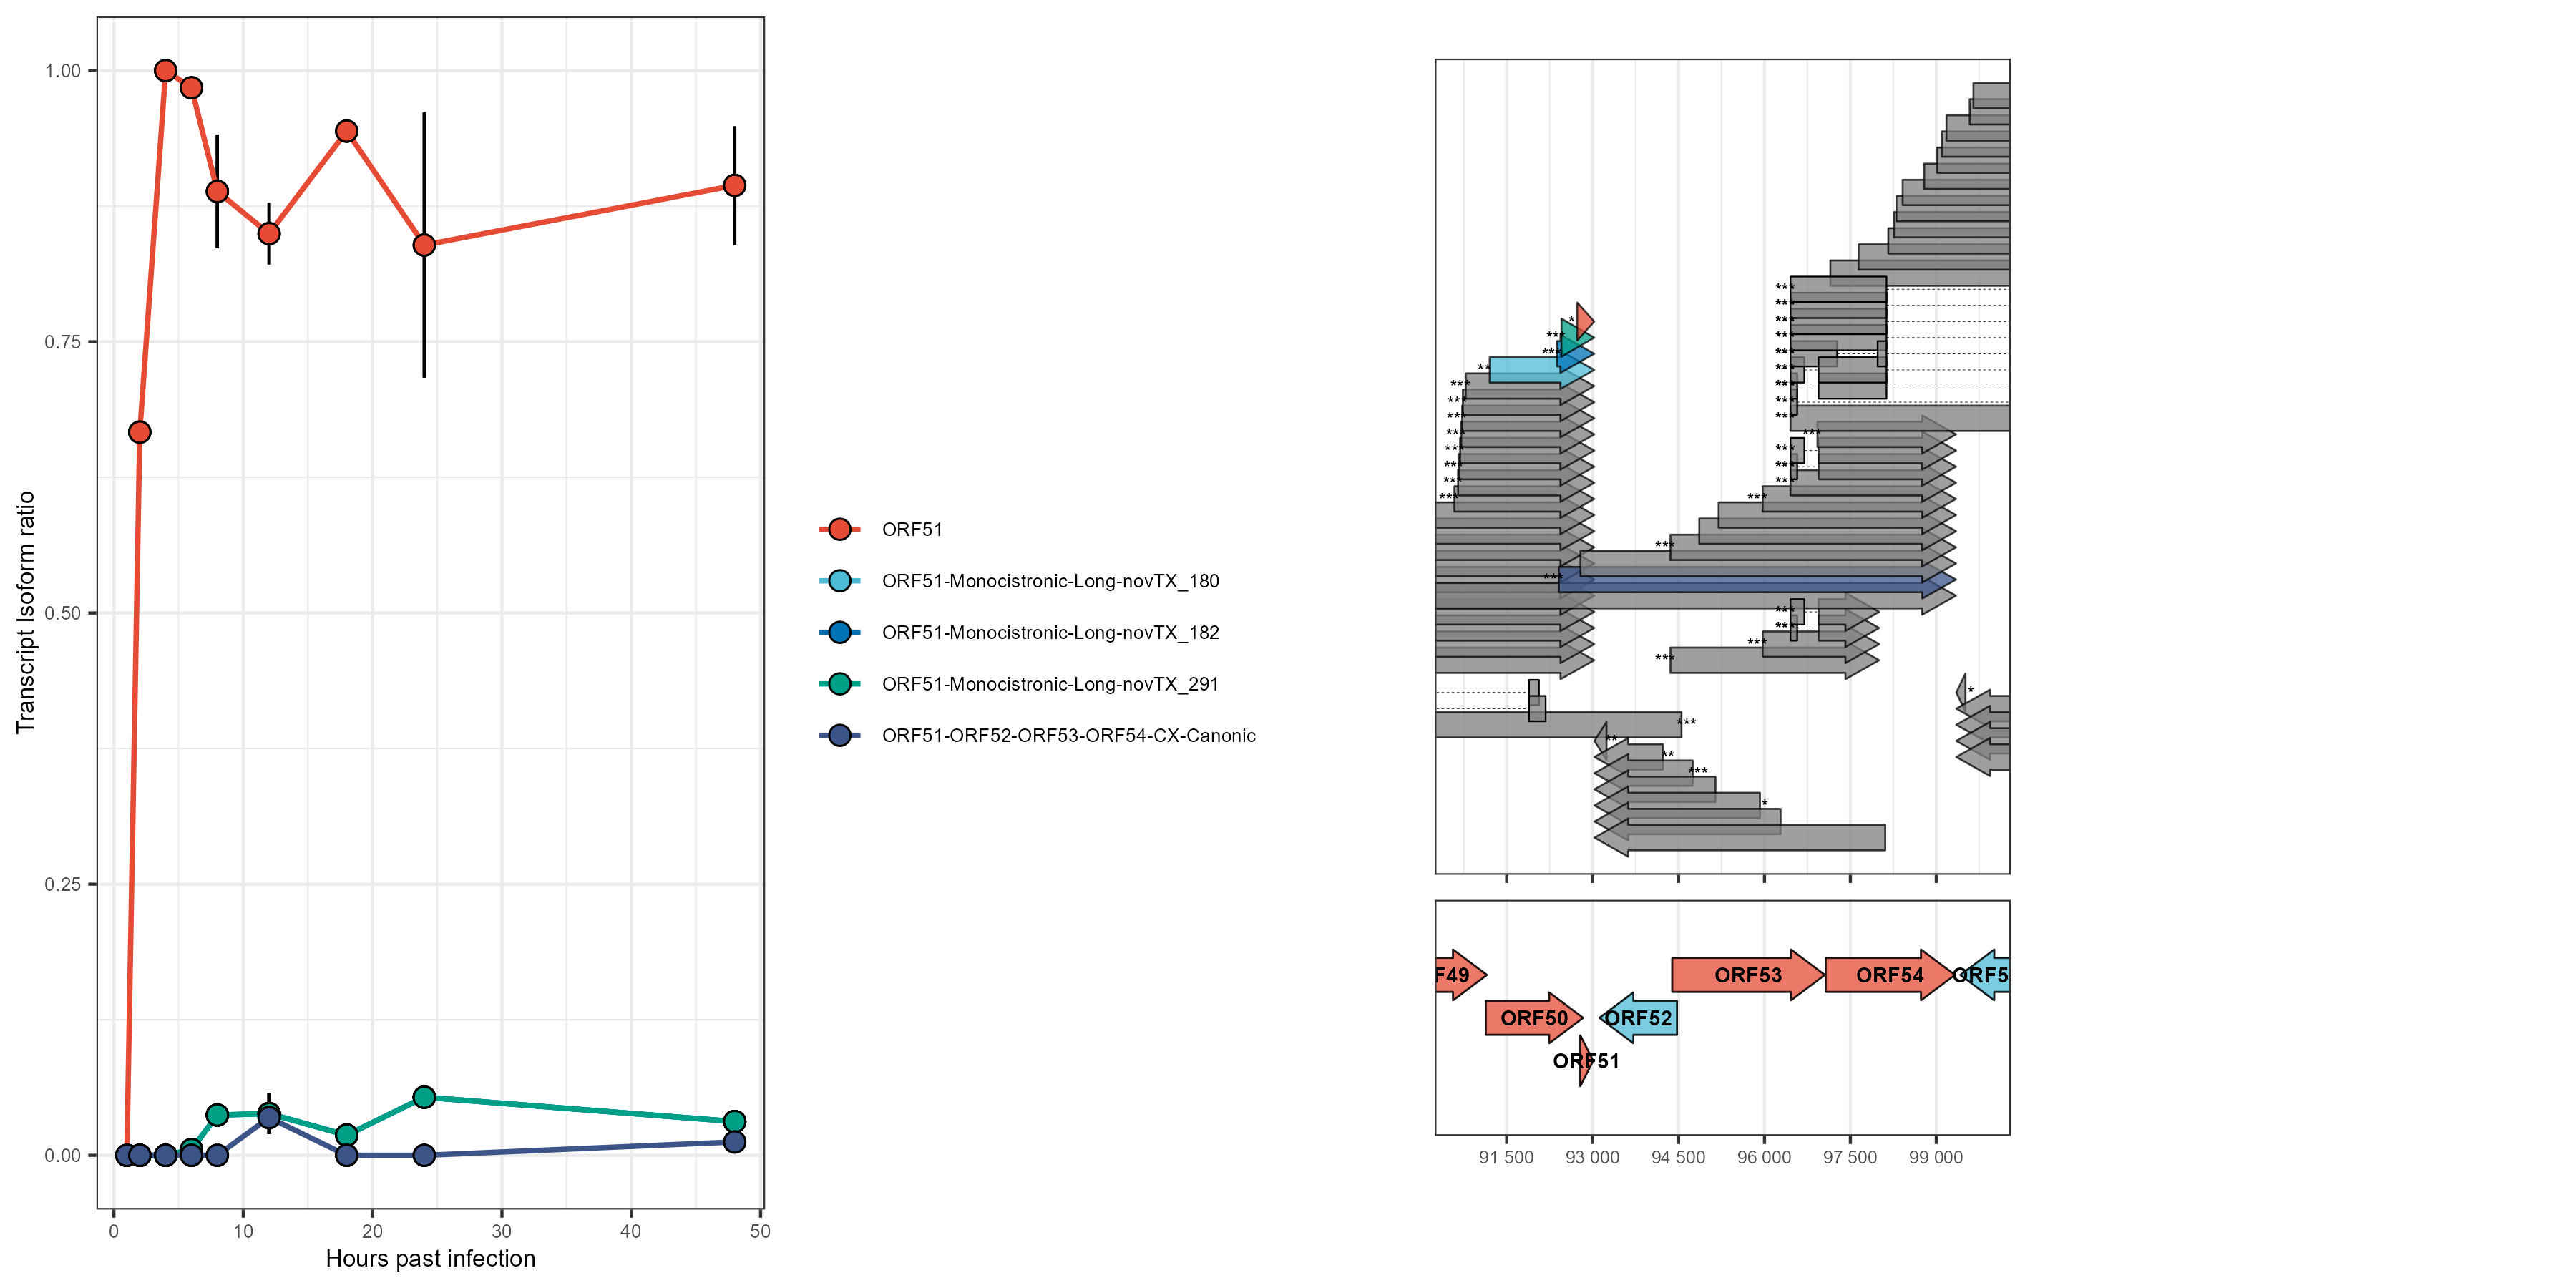 Transcript Isoform ratio
1.00
0.75
0.50
0.25
0.00
0 10 20 30 40 50
Hours past infection
ORF51
ORF51-Monocistronic-Long-novTX_180
ORF51-Monocistronic-Long-novTX_182
ORF51-Monocistronic-Long-novTX_291
ORF51-ORF52-ORF53-ORF54-CX-Canonic
F49 ORF53 ORF54 ORF5
ORF50 ORF52
ORF51
91 500 93 000 94 500 96 000 97 500 99 000